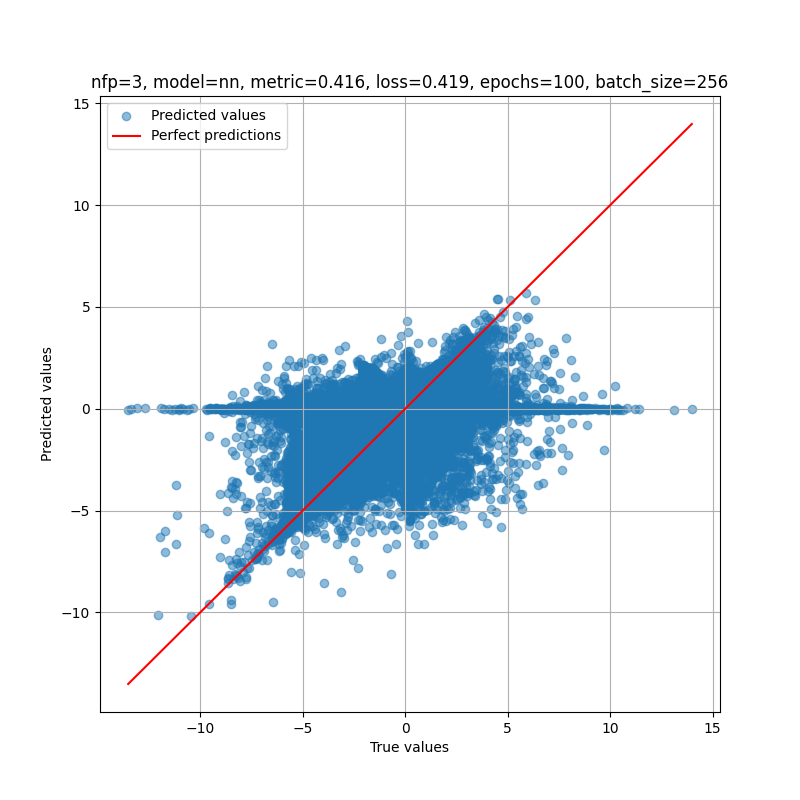 nfp=3, model=nn, metric=0.416, loss=0.419, epochs=100, batch_size=256
Predicted values
Perfect predictions
15
10
5
0
−5
−10
Predicted values
−10
−5
0
5
10
15
True values